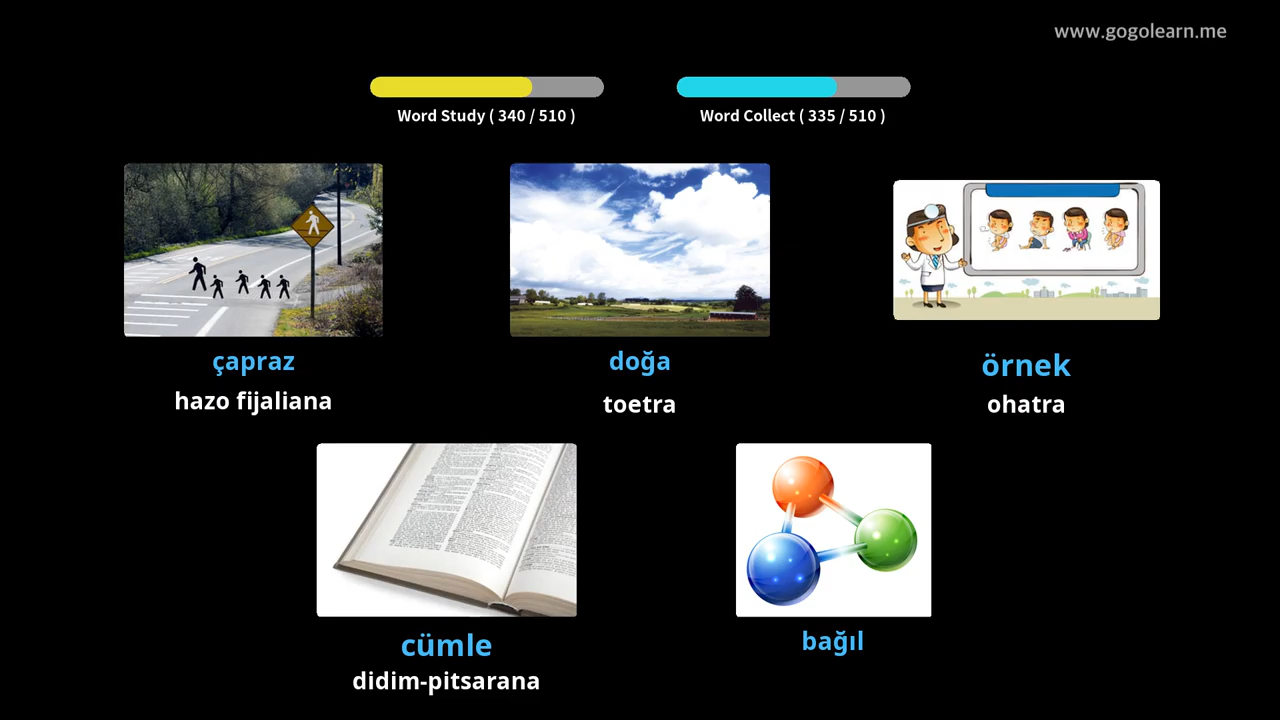 www.gogolearn.me
Word Study ( 340 / 510 )
Word Collect ( 335 / 510 )
çapraz
hazo fijaliana
doğa
toetra
örnek
ohatra
cümle
didim-pitsarana
bağıl